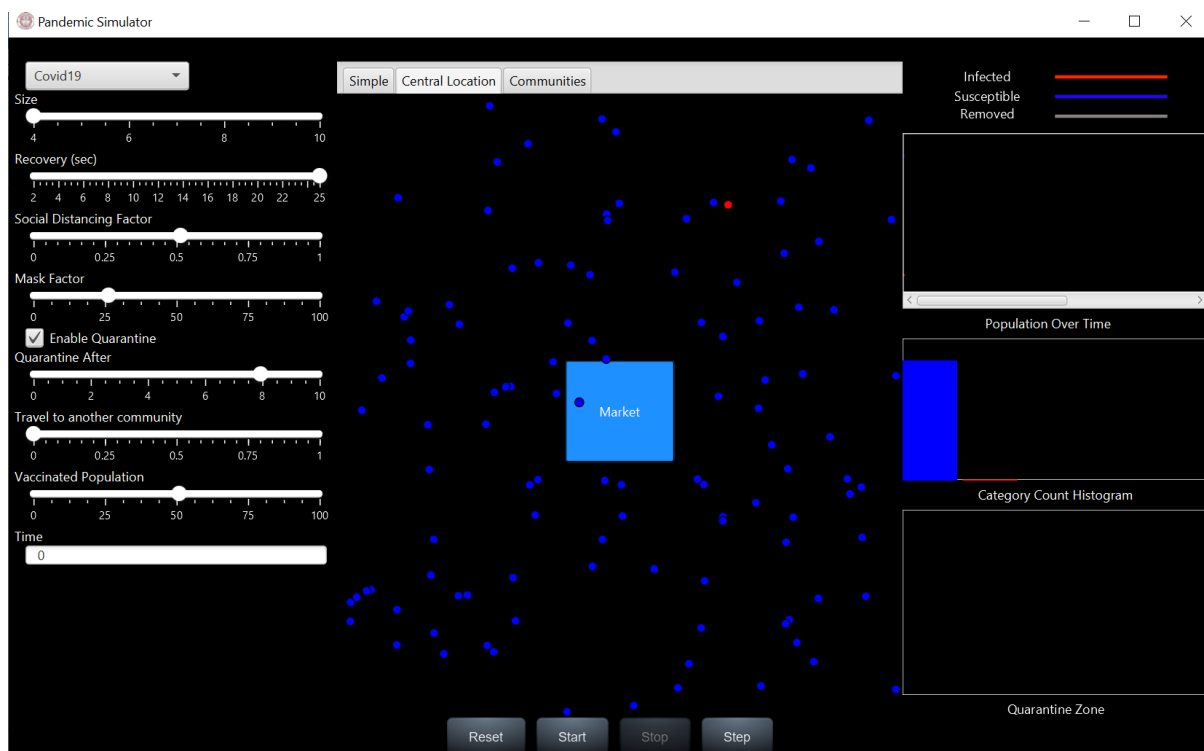 Pandemic Simulator
Covid19
Size
4 6 8 10
Recovery (sec)
2 4 6 8 10 12 14 16 18 20 22 25
Social Distancing Factor
0 0.25 0.5 0.75 1
Mask Factor
0 25 50 75 100
Enable Quarantine
Quarantine After
0 2 4 6 8 10
Travel to another community
0 0.25 0.5 0.75 1
Vaccinated Population
0 25 50 75 100
Time
0
Simple Central Location Communities
Market
Reset Start Stop Step
Infected
Susceptible
Removed
Population Over Time
Category Count Histogram
Quarantine Zone